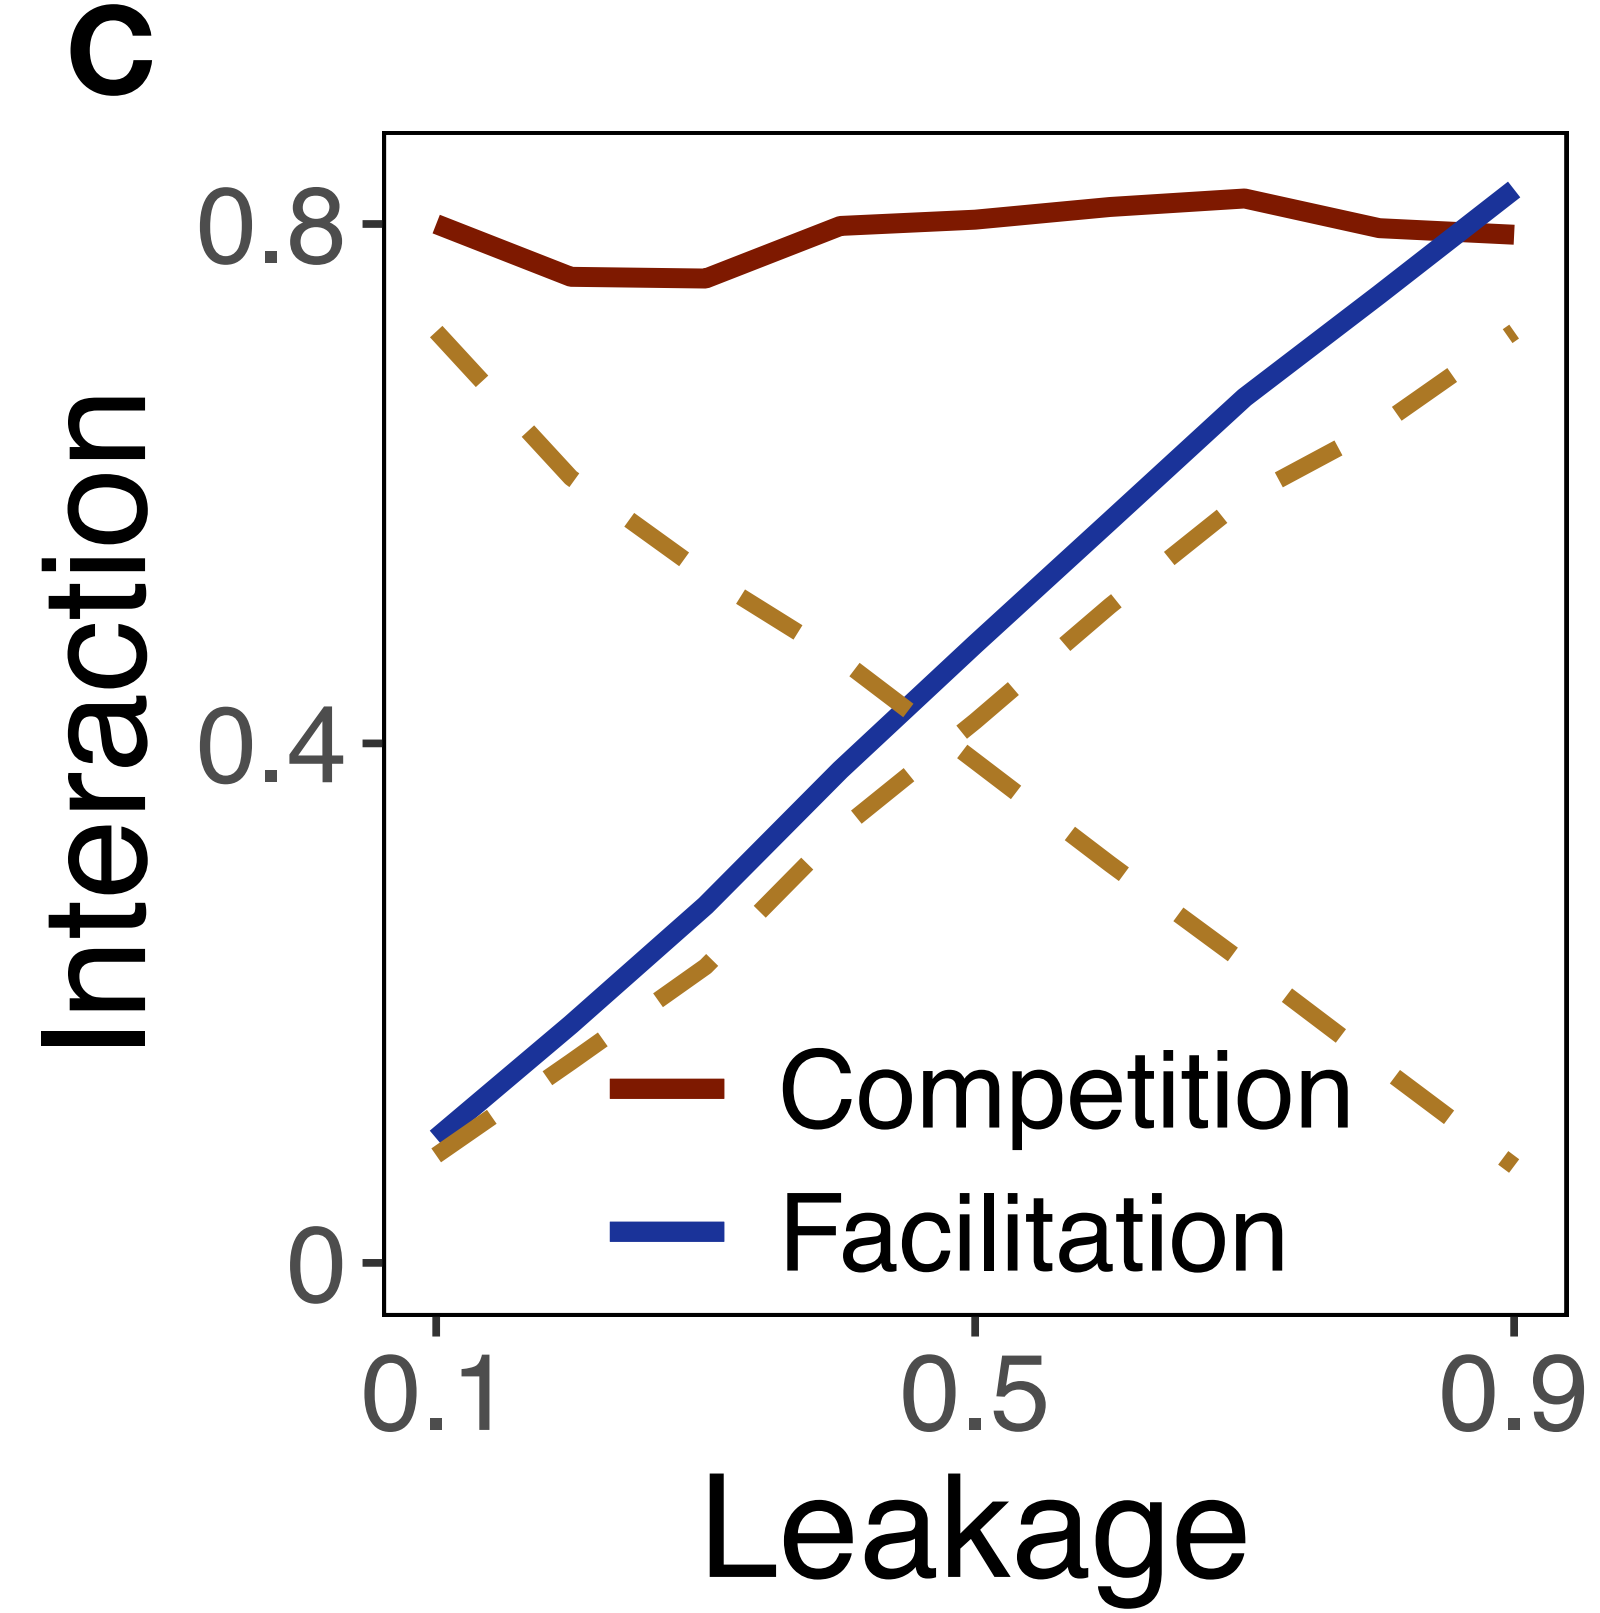 C
0.8
0.4
0
Interaction
Competition
Facilitation
0.1 0.5 0.9
Leakage